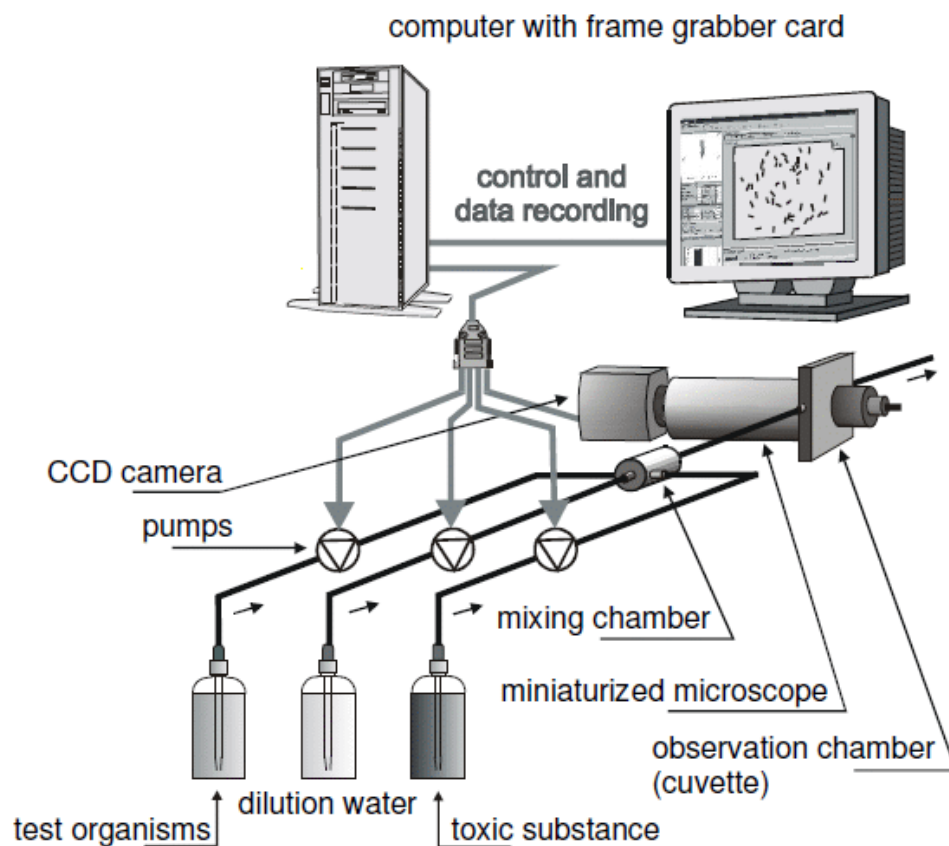 computer with frame grabber card
control and
data recording
CCD camera
pumps
mixing chamber
miniaturized microscope
observation chamber
(cuvette)
dilution water
test organisms
toxic substance